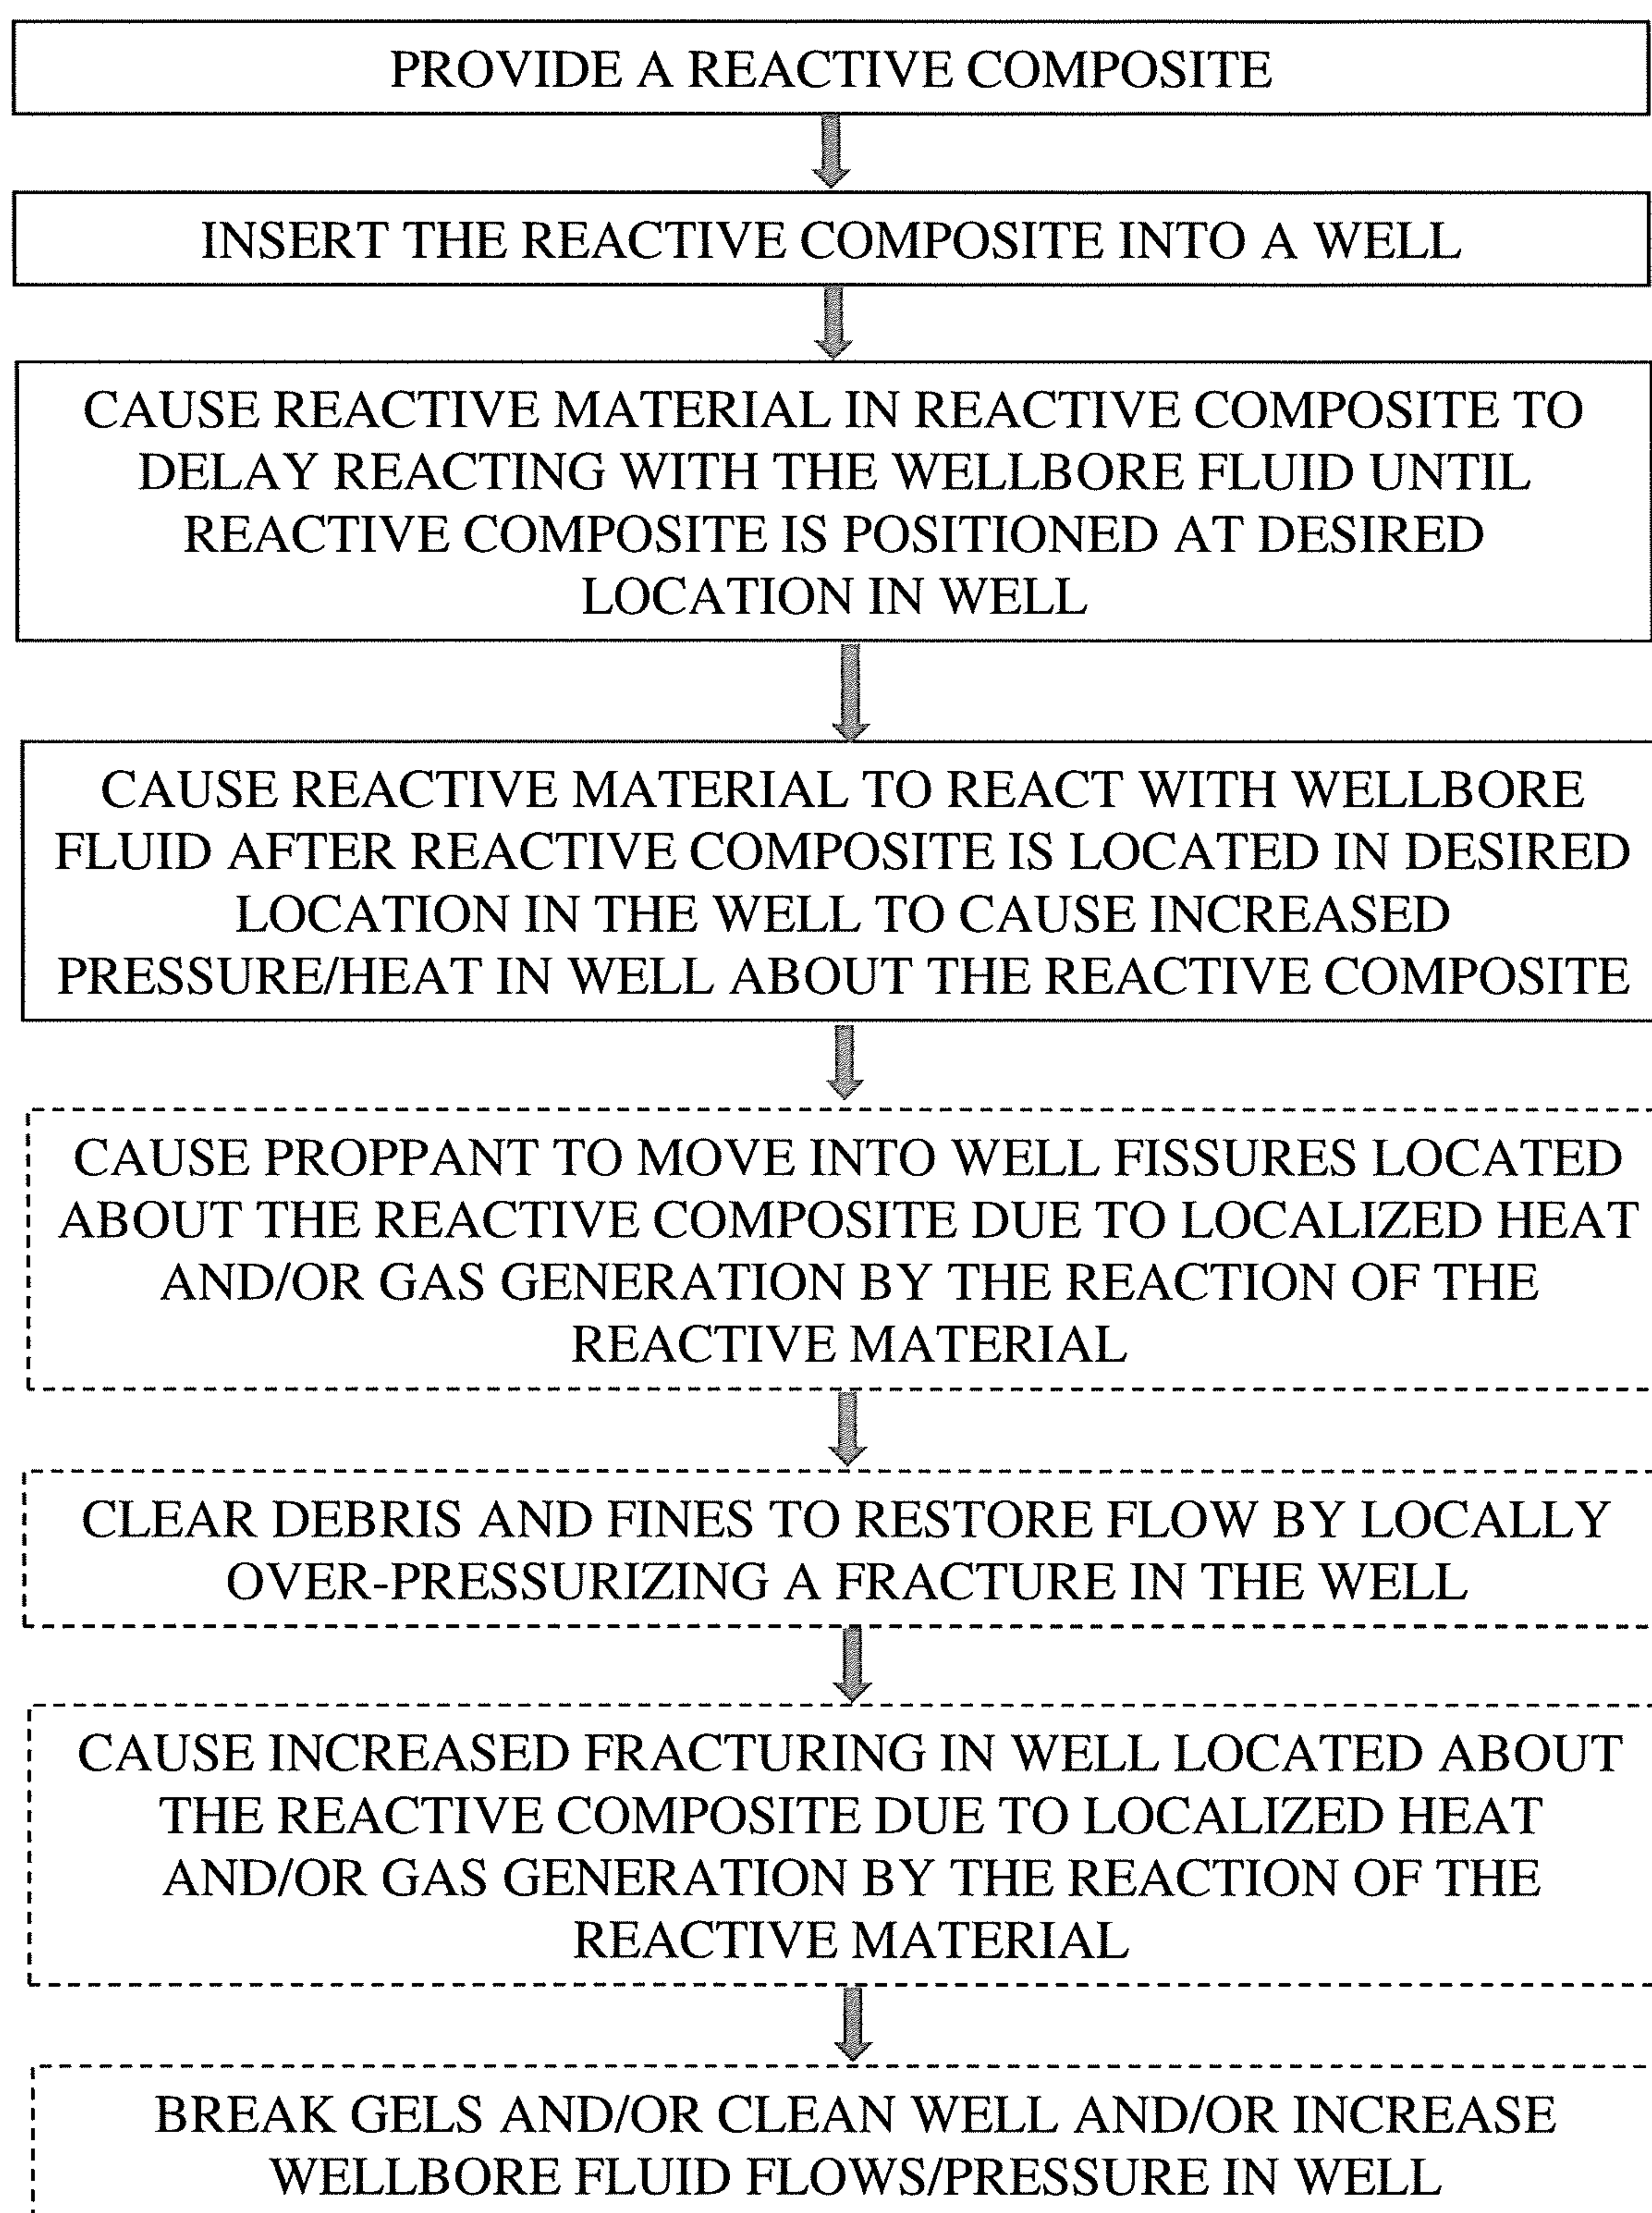 PROVIDE A REACTIVE COMPOSITE
INSERT THE REACTIVE COMPOSITE INTO A WELL
CAUSE REACTIVE MATERIAL IN REACTIVE COMPOSITE TO
DELAY REACTING WITH THE WELLBORE FLUID UNTIL
REACTIVE COMPOSITE IS POSITIONED AT DESIRED
LOCATION IN WELL
CAUSE REACTIVE MATERIAL TO REACT WITH WELLBORE
FLUID AFTER REACTIVE COMPOSITE IS LOCATED IN DESIRED
LOCATION IN THE WELL TO CAUSE INCREASED
PRESSURE/HEAT IN WELL ABOUT THE REACTIVE COMPOSITE
CAUSE PROPPANT TO MOVE INTO WELL FISSURES LOCATED
ABOUT THE REACTIVE COMPOSITE DUE TO LOCALIZED HEAT
AND/OR GAS GENERATION BY THE REACTION OF THE
REACTIVE MATERIAL
CLEAR DEBRIS AND FINES TO RESTORE FLOW BY LOCALLY
OVER-PRESSURIZING A FRACTURE IN THE WELL
CAUSE INCREASED FRACTURING IN WELL LOCATED ABOUT
THE REACTIVE COMPOSITE DUE TO LOCALIZED HEAT
AND/OR GAS GENERATION BY THE REACTION OF THE
REACTIVE MATERIAL
BREAK GELS AND/OR CLEAN WELL AND/OR INCREASE
WELLBORE FLUID FLOWS/PRESSURE IN WELL